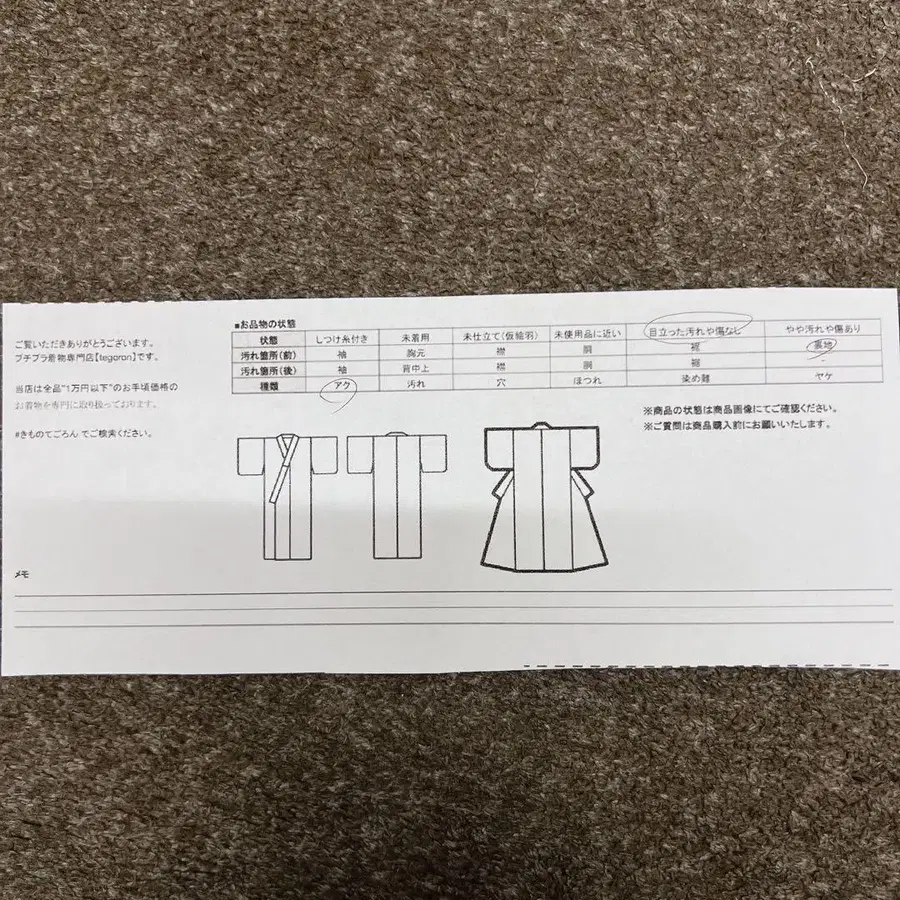 ご覧いただきありがとうございます。
プチプラ着物専門店【tegoron】です。
当店は全品"1万円以下"のお手頃価格の
お着物を専門に取り扱っております。
#きものてごろん でご検索ください。
■お品物の状態
状態 しつけ糸付き 未着用 未仕立て(仮絵羽) 未使用品に近い 目立った汚れや傷なし やや汚れや傷あり
汚れ箇所(前) 袖 胸元 襟 胴 裾 裏地
汚れ箇所(後) 袖 背中上 襟 胴 裾
種類 アク 汚れ 穴 ほつれ 染め難 ヤケ
※商品の状態は商品画像にてご確認ください。
※ご質問は商品購入前にお願いいたします。
メモ